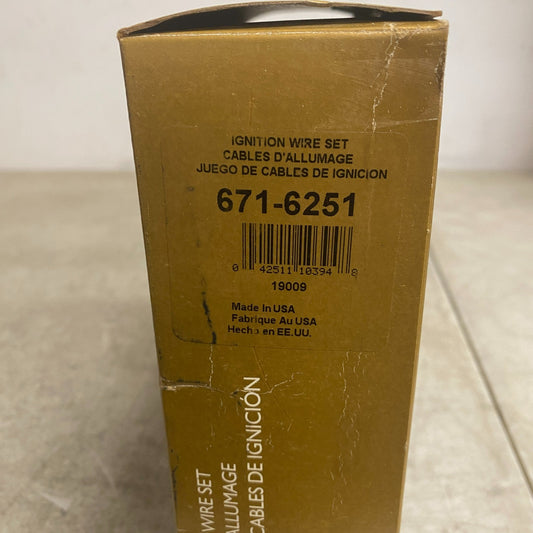 IGNITION WIRE SET
CABLES D'ALLUMAGE
JUEGO DE CABLES DE IGNICION
671-6251
0 42511 10394 8
19009
Made In USA
Fabrique Au USA
Hecho en EE.UU.
WIRE SET
ALLUMAGE
CABLES DE IGNICIÓN